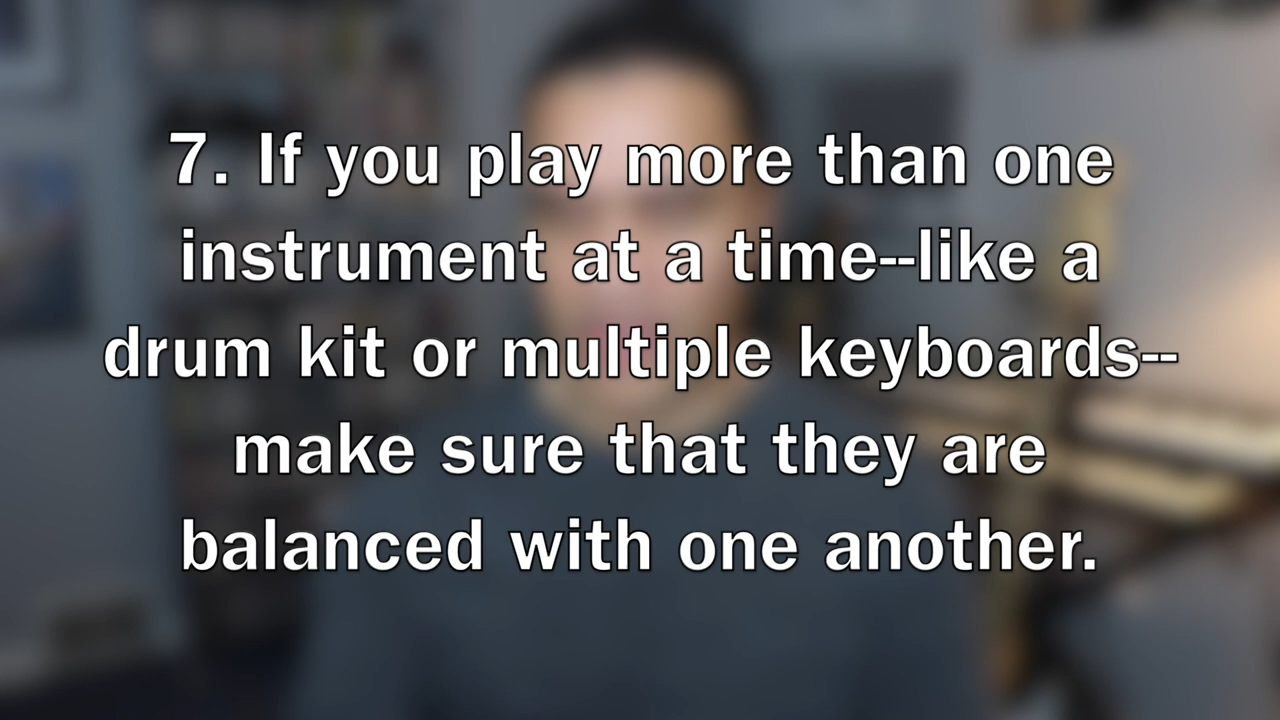 7. If you play more than one
instrument at a time--like a
drum kit or multiple keyboards--
make sure that they are
balanced with one another.